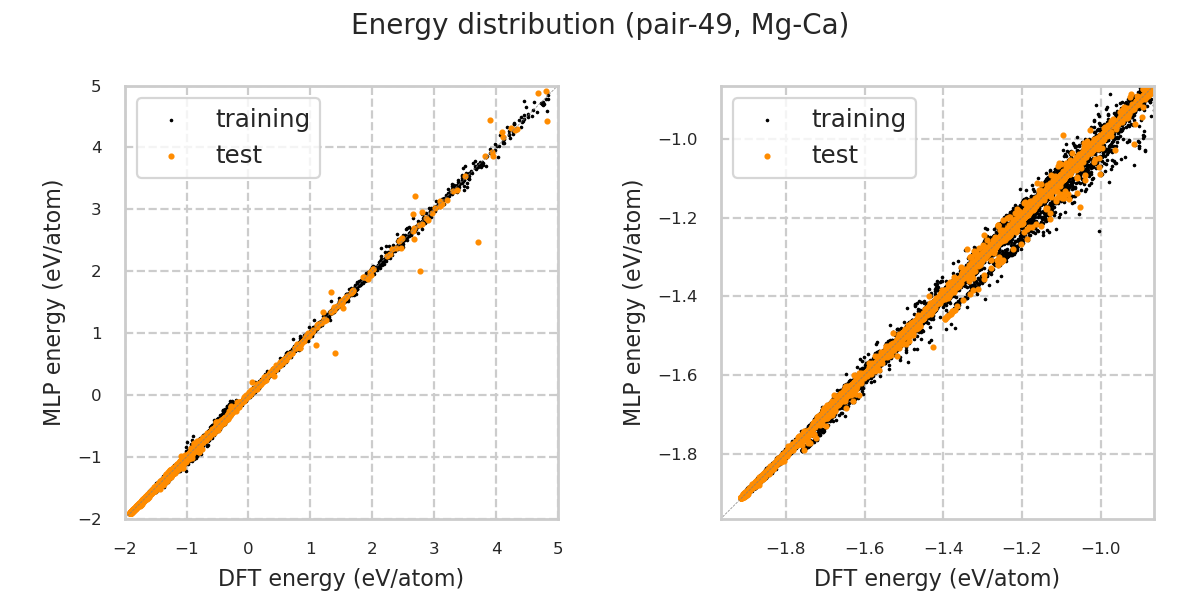 Energy distribution (pair-49, Mg-Ca)
training
test
5
4
3
2
1
0
−1
−2
−2
−1
0
1
2
3
4
5
MLP energy (eV/atom)
DFT energy (eV/atom)
training
test
−1.0
−1.2
−1.4
−1.6
−1.8
−1.8
−1.6
−1.4
−1.2
−1.0
MLP energy (eV/atom)
DFT energy (eV/atom)